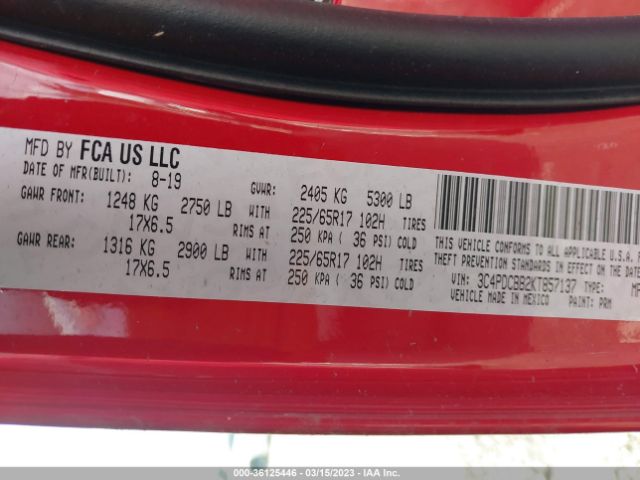 MFD BY FCA US LLC
DATE OF MFR(BUILT): 8-19 GVWR: 2405 KG 5300 LB
GAWR FRONT: 1248 KG 2750 LB WITH 225/65R17 102H TIRES
17X6.5 RIMS AT 250 KPA ( 36 PSI) COLD
GAWR REAR: 1316 KG 2900 LB WITH 225/65R17 102H TIRES
17X6.5 RIMS AT 250 KPA ( 36 PSI) COLD
THIS VEHICLE CONFORMS TO ALL APPLICABLE U.S.A.
THEFT PREVENTION STANDARDS IN EFFECT ON THE DATE OF
VIN: 3C4PDCBB2KT857137 TYPE:
VEHICLE MADE IN MEXICO PAINT: PRM
000-36125446 - 03/15/2023 - IAA Inc.